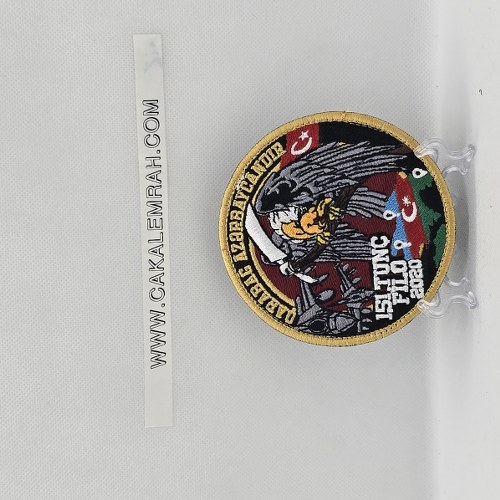 WWW.CAKALEMRAH.COM
QARABAĞ AZƏRBAYCANDIR
151 TUNÇ
FİLO
2020